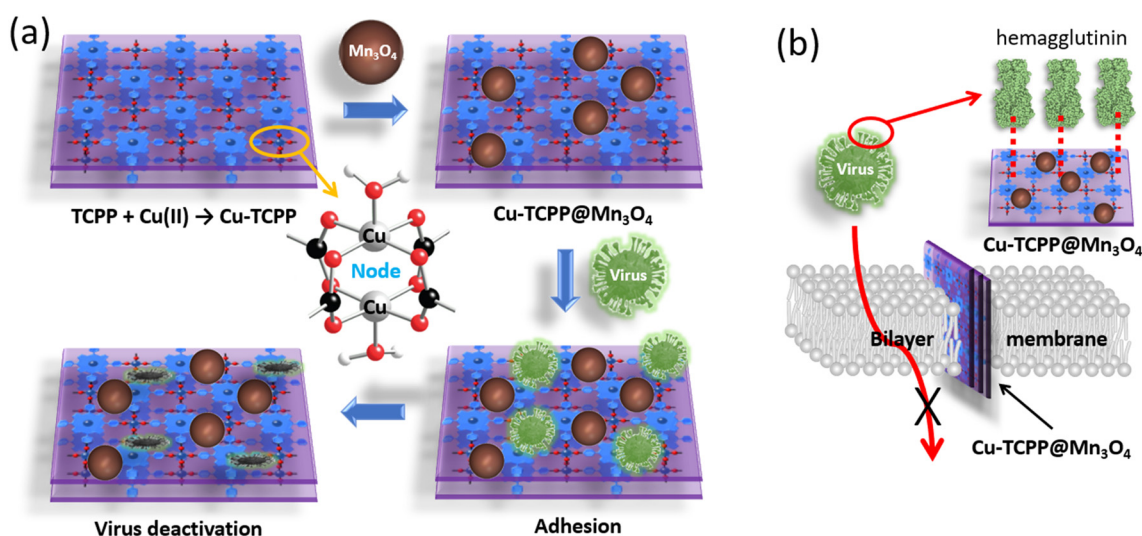 (a)
Mn₃O₄
TCPP + Cu(II) → Cu-TCPP
Cu-TCPP@Mn₃O₄
Cu
Node
Cu
Virus
Virus deactivation
Adhesion
(b)
hemagglutinin
Virus
Cu-TCPP@Mn₃O₄
Bilayer
membrane
X
Cu-TCPP@Mn₃O₄